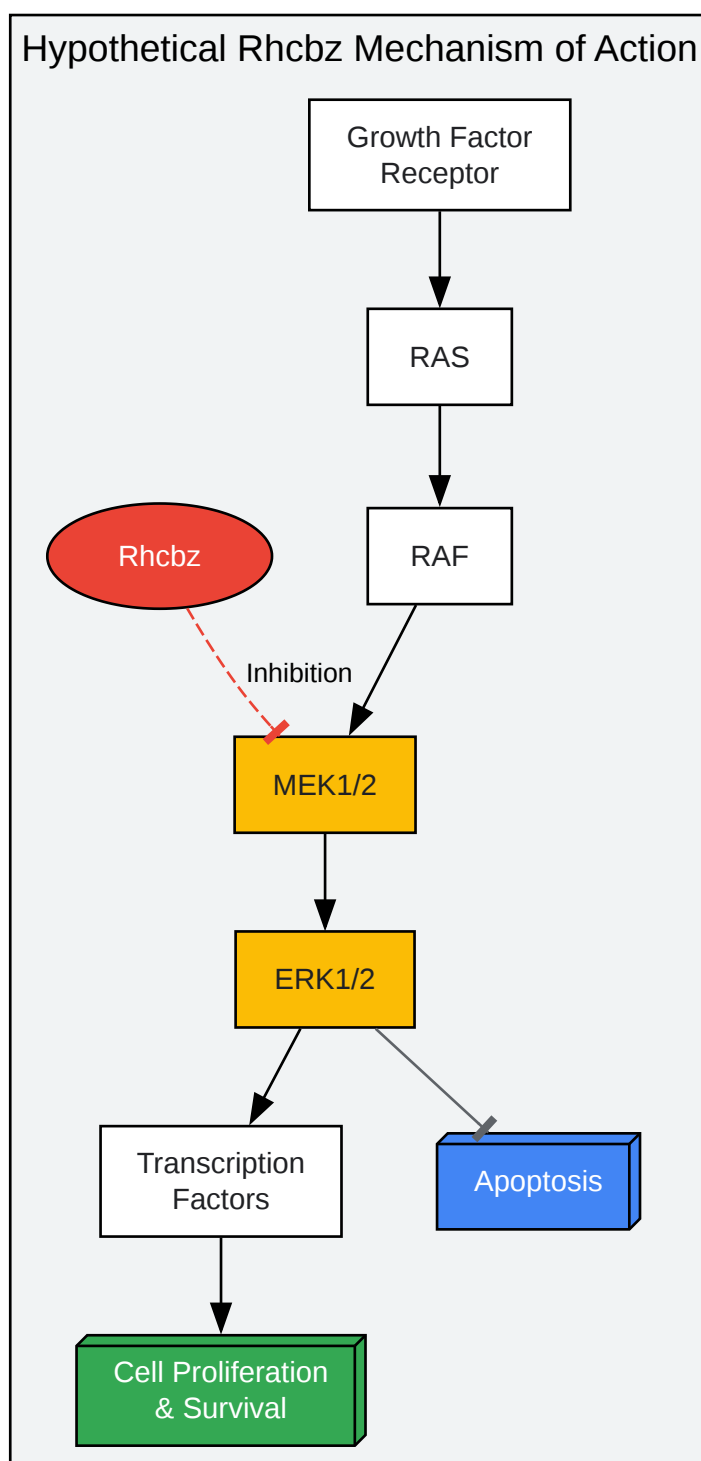 Hypothetical Rhcbz Mechanism of Action
Growth Factor
Receptor
RAS
RAF
Rhcbz
Inhibition
MEK1/2
ERK1/2
Transcription
Factors
Apoptosis
Cell Proliferation
& Survival